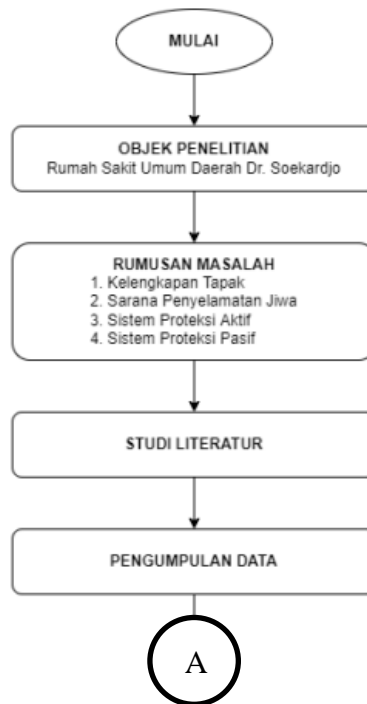 MULAI
OBJEK PENELITIAN
Rumah Sakit Umum Daerah Dr. Soekardjo
RUMUSAN MASALAH
1. Kelengkapan Tapak
2. Sarana Penyelamatan Jiwa
3. Sistem Proteksi Aktif
4. Sistem Proteksi Pasif
STUDI LITERATUR
PENGUMPULAN DATA
A